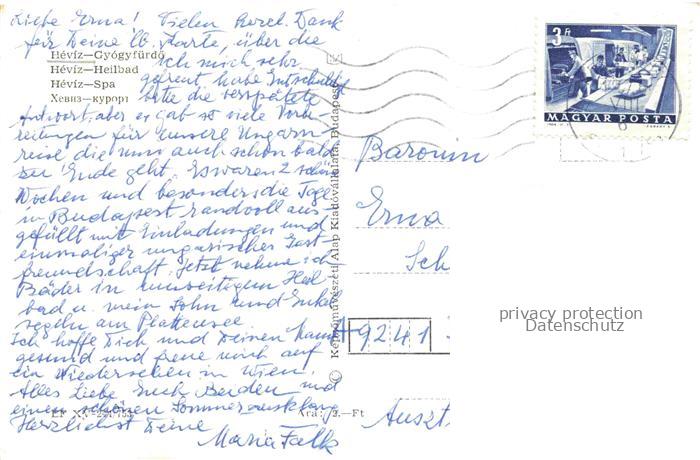 Liebe Erna! Vielen herzl. Dank
für Deine lb. Karte, über die
ich mich sehr
gefreut habe Entschuldige
bitte die verspätete
Antwort, aber es gab so viele Vorbe-
reitungen für unsere Ungarn
reise die nun auch schon bald
zu Ende geht. Es waren 2 schöne
Wochen und besonders die Tage
in Budapest randvoll aus-
gefüllt mit Einladungen und
einmaliger ungarischer Gast-
freundschaft. Jetzt nehme ich
Bäder in umseitigem Heil
bad u. mein Sohn und Enkel
segeln am Plattensee.
Ich hoffe Dich und Deinen Mann
gesund und freue mich auf
ein Wiedersehen in Wien.
Alles Liebe Euch Beiden und
einen schönen Sommerausklang
Herzlichst Deine
Maria Falk
Hévíz—Gyógyfürdő
Hévíz—Heilbad
Hévíz—Spa
Хевиз—курорт
Ára: 2.—Ft
© Képzőművészeti Alap Kiadóvállalata, Budapest
3 Ft
MAGYAR POSTA
Baronin
Erna
Sch
A 9241
Auszt
privacy protection
Datenschutz